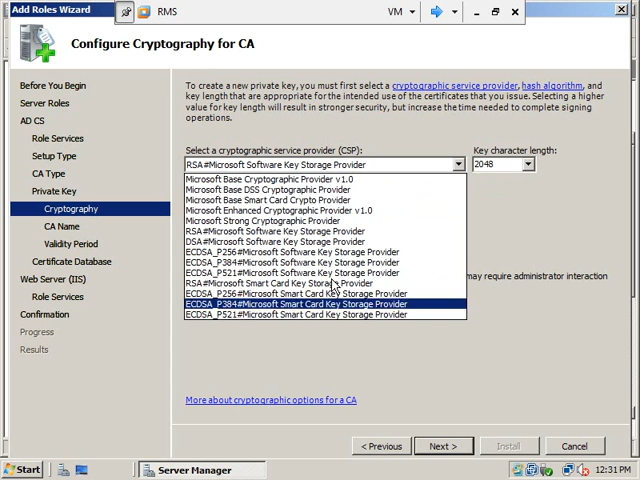 Add Roles Wizard
RMS
VM
Configure Cryptography for CA
Before You Begin
Server Roles
AD CS
Role Services
Setup Type
CA Type
Private Key
Cryptography
CA Name
Validity Period
Certificate Database
Web Server (IIS)
Role Services
Confirmation
Progress
Results
To create a new private key, you must first select a cryptographic service provider, hash algorithm, and
key length that are appropriate for the intended use of the certificates that you issue. Selecting a higher
value for key length will result in stronger security, but increase the time needed to complete signing
operations.
Select a cryptographic service provider (CSP):
Key character length:
RSA#Microsoft Software Key Storage Provider
2048
Microsoft Base Cryptographic Provider v1.0
Microsoft Base DSS Cryptographic Provider
Microsoft Base Smart Card Crypto Provider
Microsoft Enhanced Cryptographic Provider v1.0
Microsoft Strong Cryptographic Provider
RSA#Microsoft Software Key Storage Provider
DSA#Microsoft Software Key Storage Provider
ECDSA_P256#Microsoft Software Key Storage Provider
ECDSA_P384#Microsoft Software Key Storage Provider
ECDSA_P521#Microsoft Software Key Storage Provider
RSA#Microsoft Smart Card Key Storage Provider
ECDSA_P256#Microsoft Smart Card Key Storage Provider
ECDSA_P384#Microsoft Smart Card Key Storage Provider
ECDSA_P521#Microsoft Smart Card Key Storage Provider
may require administrator interaction
More about cryptographic options for a CA
< Previous
Next >
Install
Cancel
Start
Server Manager
12:31 PM